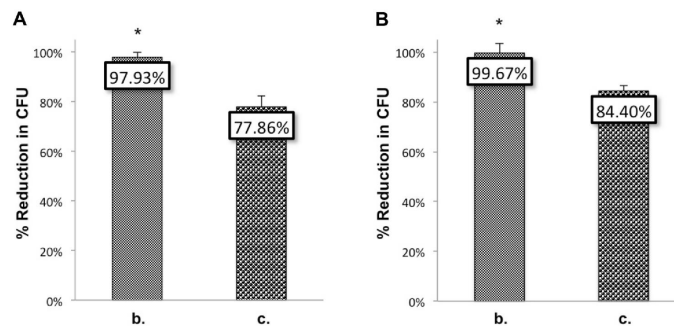 A
*
% Reduction in CFU
100%
80%
60%
40%
20%
0%
97.93%
77.86%
b.
c.
B
*
% Reduction in CFU
100%
80%
60%
40%
20%
0%
99.67%
84.40%
b.
c.